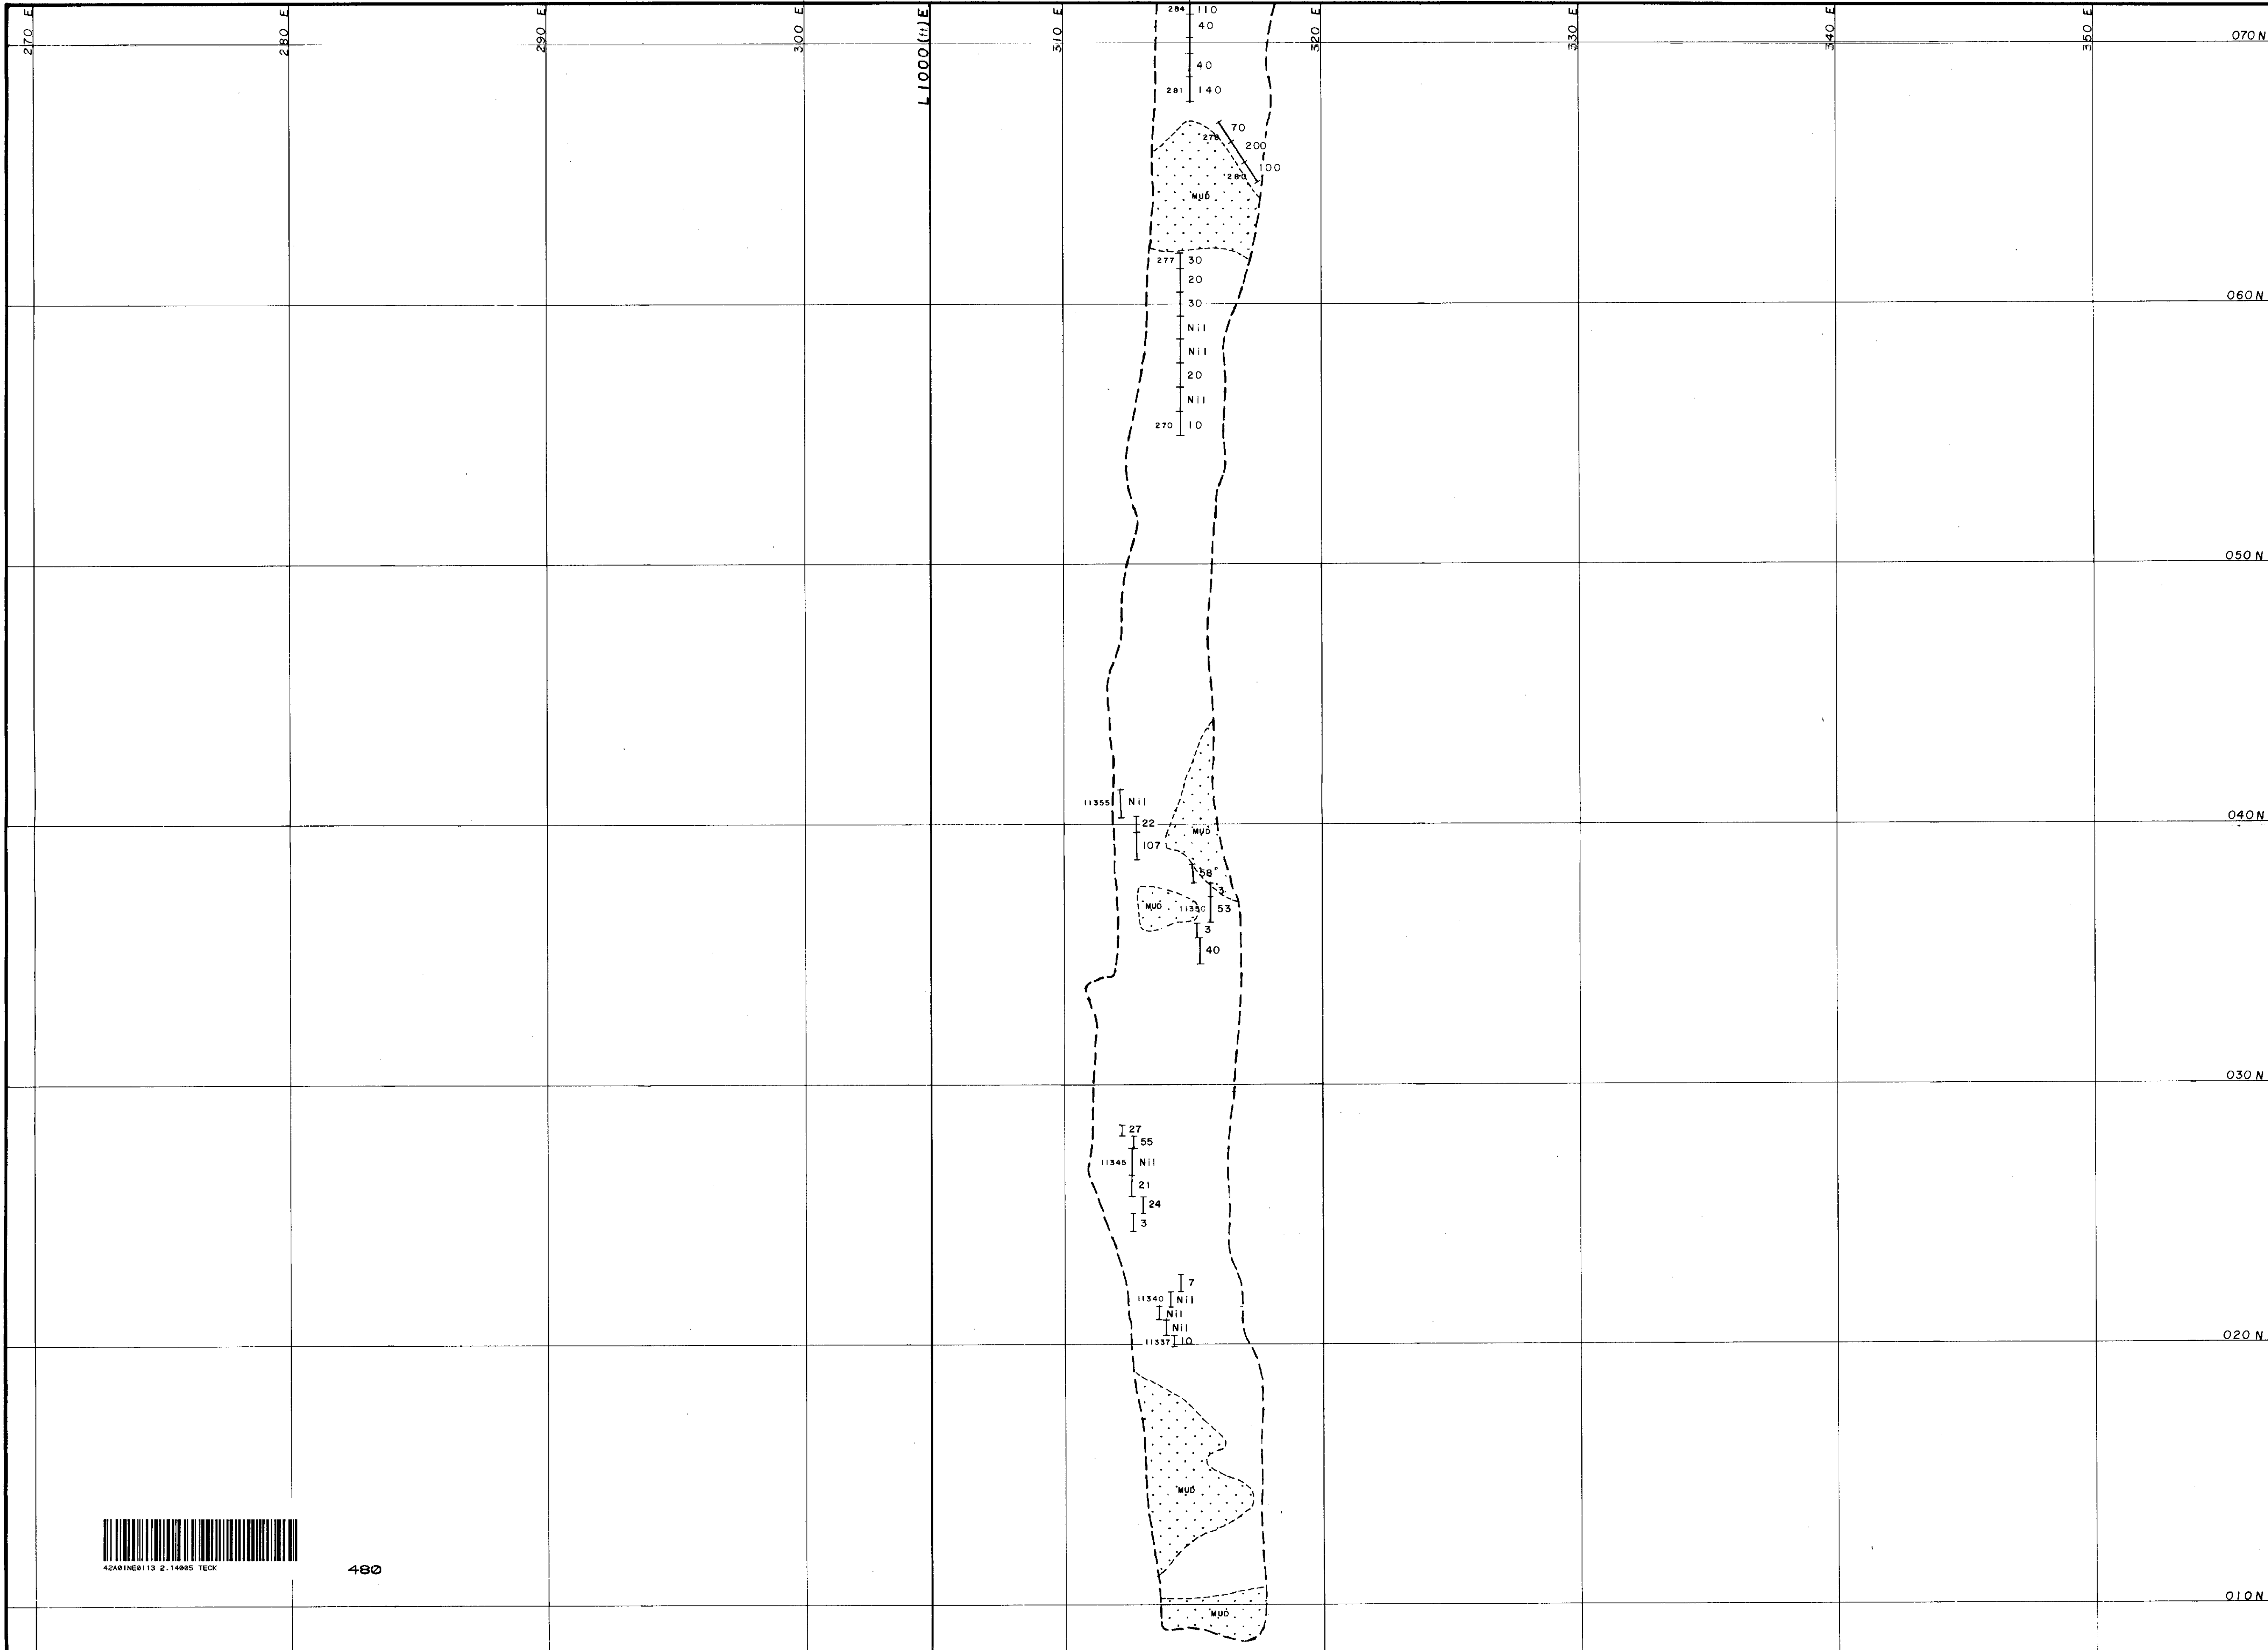 270 E
280 E
290 E
300 E
L1000(ft)E
310 E
320 E
330 E
340 E
350 E
284 110
40
070 N
40
281 140
70
278
200
100
280
MUD
277 30
20
30
060 N
Nil
Nil
20
Nil
270 10
050 N
11355 Nil
22
040 N
MUD
107
58
3
MUD
11350 53
3
40
030 N
27
55
11345 Nil
21
24
3
7
11340 Nil
Nil
Nil
11337 10
020 N
MUD
42A01NE0113 2.14005 TECK
480
010 N
MUD